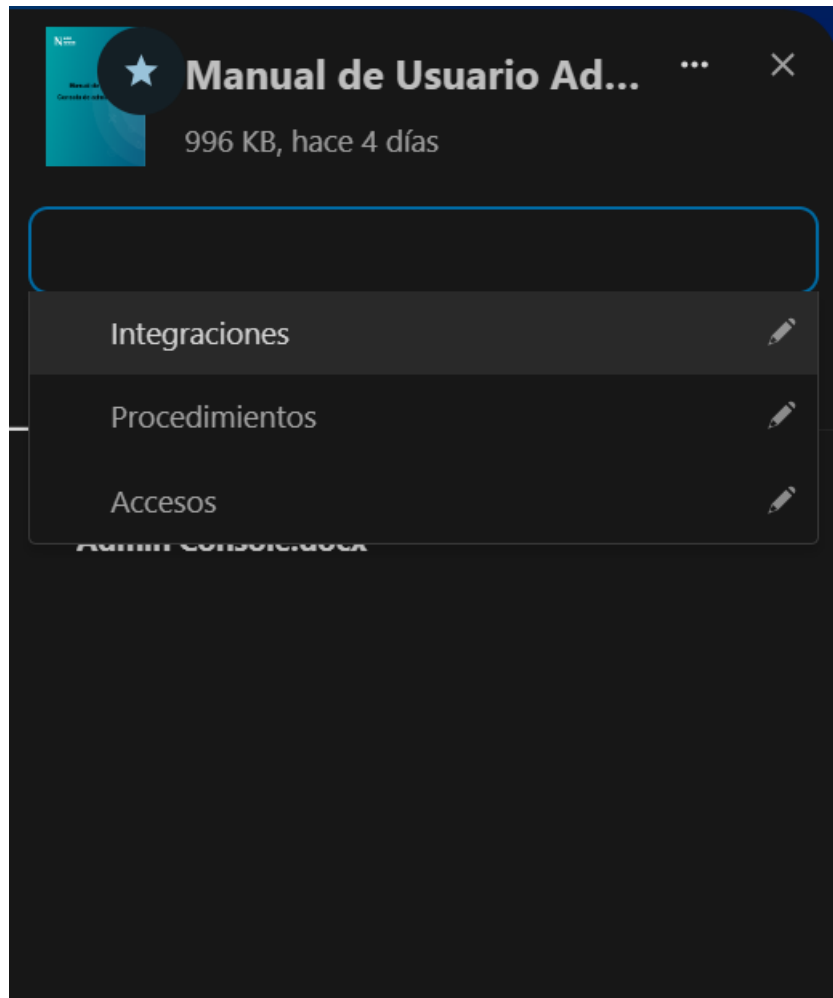 Manual de Usuario Ad...
996 KB, hace 4 días
Integraciones
Procedimientos
Accesos
Admin Console.docx